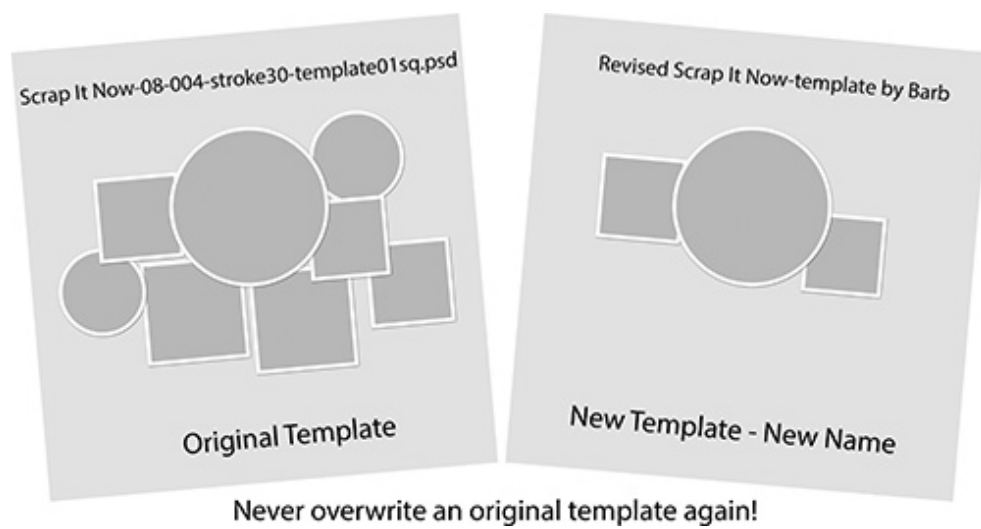 Scrap It Now-08-004-stroke30-template01sq.psd
Original Template
Revised Scrap It Now-template by Barb
New Template - New Name
Never overwrite an original template again!